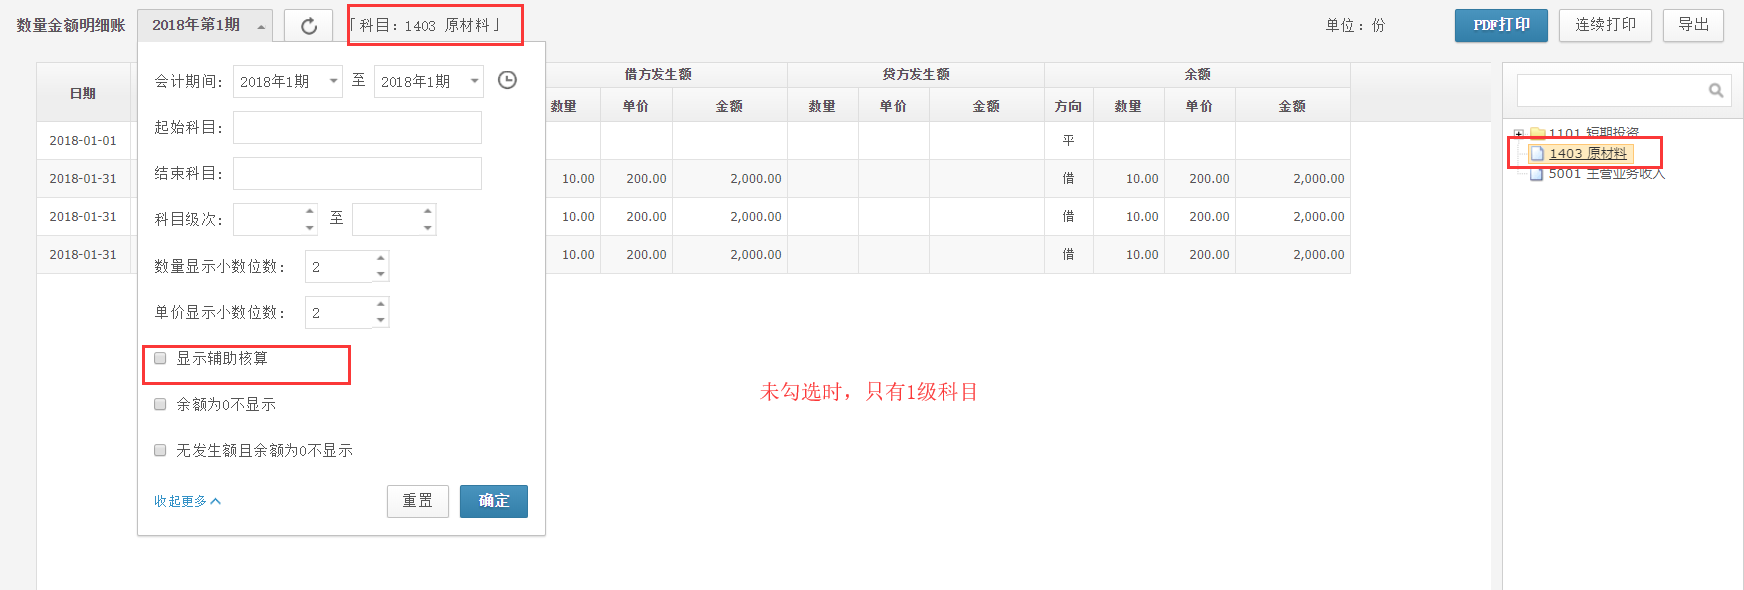 数量金额明细账 2018年第1期 「科目：1403 原材料」 单位：份 PDF打印 连续打印 导出
会计期间： 2018年1期 至 2018年1期
起始科目：
结束科目：
科目级次： 至
数量显示小数位数： 2
单价显示小数位数： 2
显示辅助核算
余额为0不显示
无发生额且余额为0不显示
收起更多 重置 确定
日期 借方发生额 贷方发生额 余额
数量 单价 金额 数量 单价 金额 方向 数量 单价 金额
2018-01-01 平
2018-01-31 10.00 200.00 2,000.00 借 10.00 200.00 2,000.00
2018-01-31 10.00 200.00 2,000.00 借 10.00 200.00 2,000.00
2018-01-31 10.00 200.00 2,000.00 借 10.00 200.00 2,000.00
未勾选时，只有1级科目
1101 短期投资
1403 原材料
5001 主营业务收入